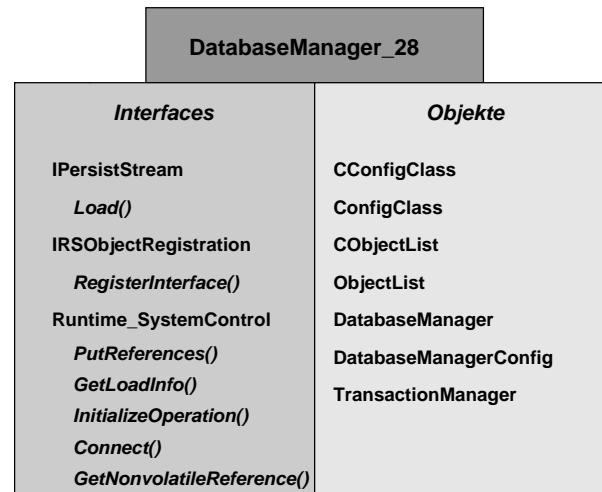 DatabaseManager_28
Interfaces
IPersistStream
Load()
IRSObjectRegistration
RegisterInterface()
Runtime_SystemControl
PutReferences()
GetLoadInfo()
InitializeOperation()
Connect()
GetNonvolatileReference()
Objekte
CConfigClass
ConfigClass
CObjectList
ObjectList
DatabaseManager
DatabaseManagerConfig
TransactionManager